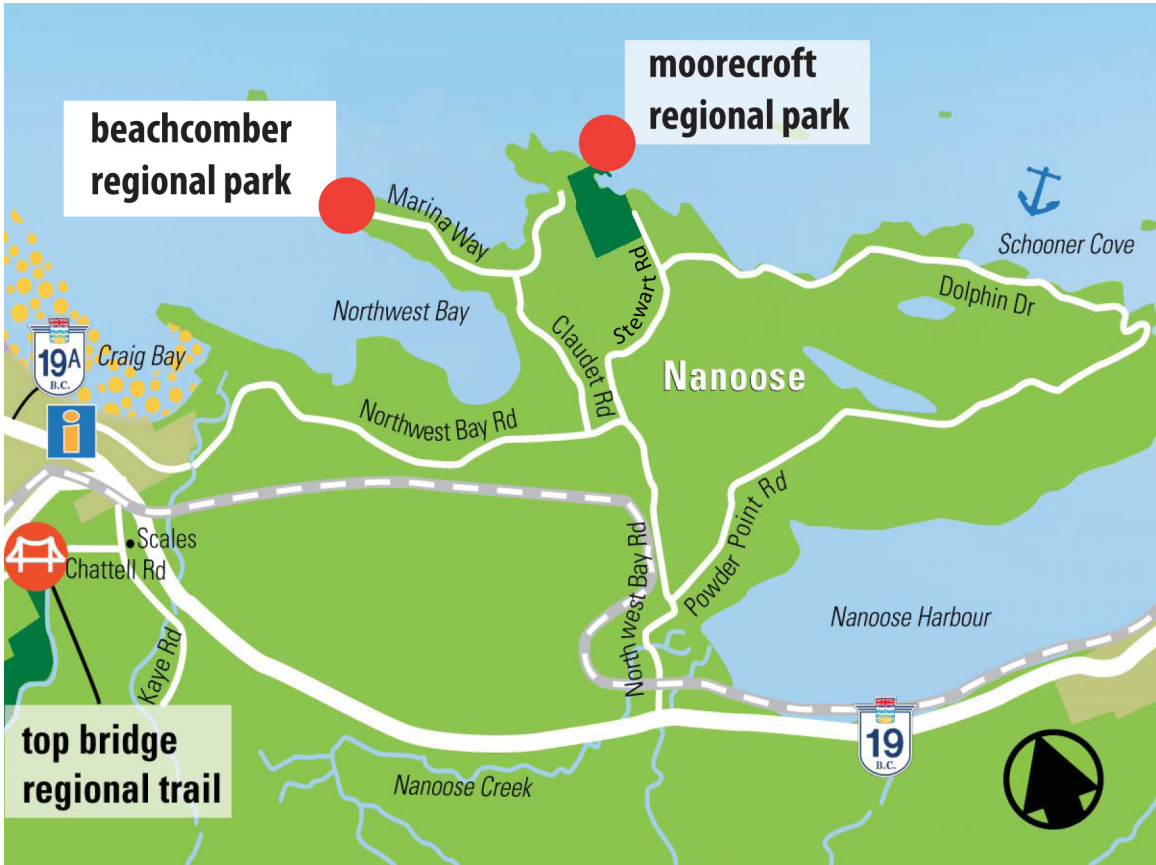 moorecroft
regional park
beachcomber
regional park
Marina Way
Schooner Cove
Stewart Rd
Dolphin Dr
Northwest Bay
Claudet Rd
19A
B.C.
Craig Bay
i
Nanoose
Northwest Bay Rd
Powder Point Rd
North west Bay Rd
Scales
Chattell Rd
Nanoose Harbour
Kaye Rd
19
B.C.
top bridge
regional trail
Nanoose Creek